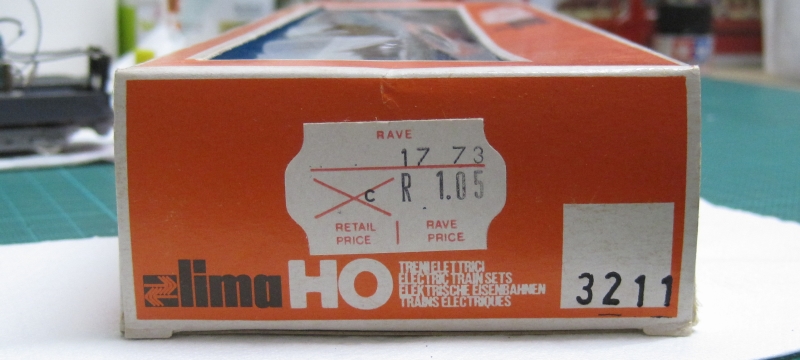 RAVE
17 73
c R 1.05
RETAIL PRICE
RAVE PRICE
lima HO
TRENI ELETTRICI
ELECTRIC TRAIN SETS
ELEKTRISCHE EISENBAHNEN
TRAINS ÉLECTRIQUES
3211